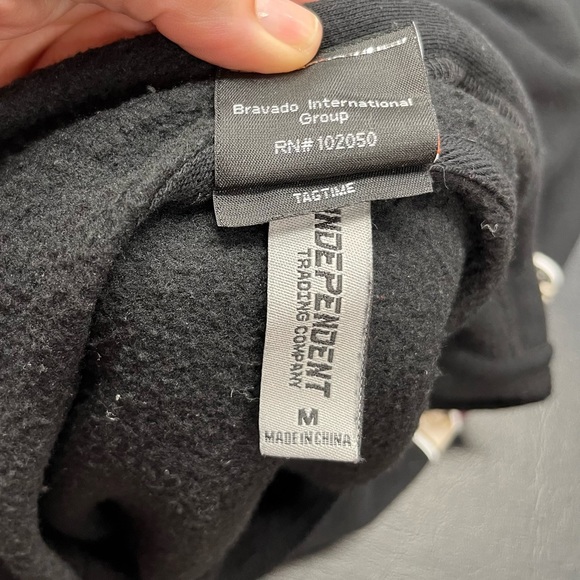 Bravado International
Group
RN# 102050
TAGTIME
INDEPENDENT
TRADING COMPANY
M
MADE IN CHINA